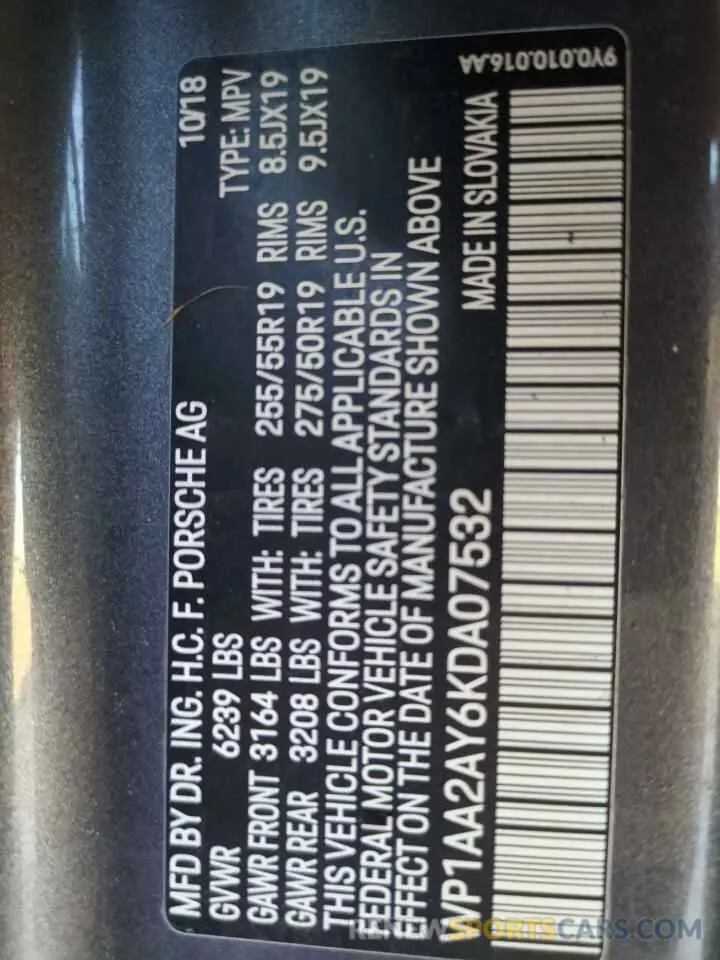 MFD BY DR. ING. H.C. F. PORSCHE AG 10/18
GVWR 6239 LBS TYPE: MPV
GAWR FRONT 3164 LBS WITH: TIRES 255/55R19 RIMS 8.5JX19
GAWR REAR 3208 LBS WITH: TIRES 275/50R19 RIMS 9.5JX19
THIS VEHICLE CONFORMS TO ALL APPLICABLE U.S.
FEDERAL MOTOR VEHICLE SAFETY STANDARDS IN
EFFECT ON THE DATE OF MANUFACTURE SHOWN ABOVE
WP1AA2AY6KDA07532 MADE IN SLOVAKIA
9Y0.010.016.AA
RENEWSPORTSCARS.COM